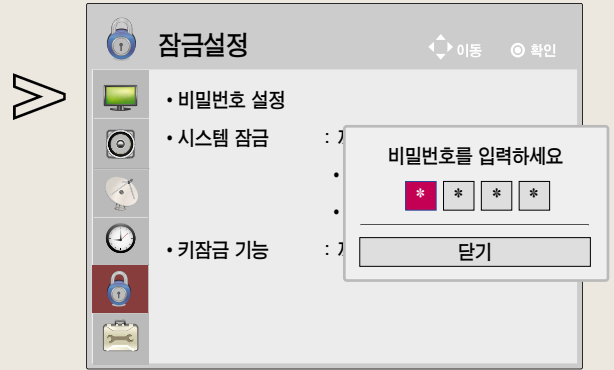 잠금설정
이동 확인
• 비밀번호 설정
• 시스템 잠금 :
•
•
• 키잠금 기능 :
비밀번호를 입력하세요
* * * *
닫기